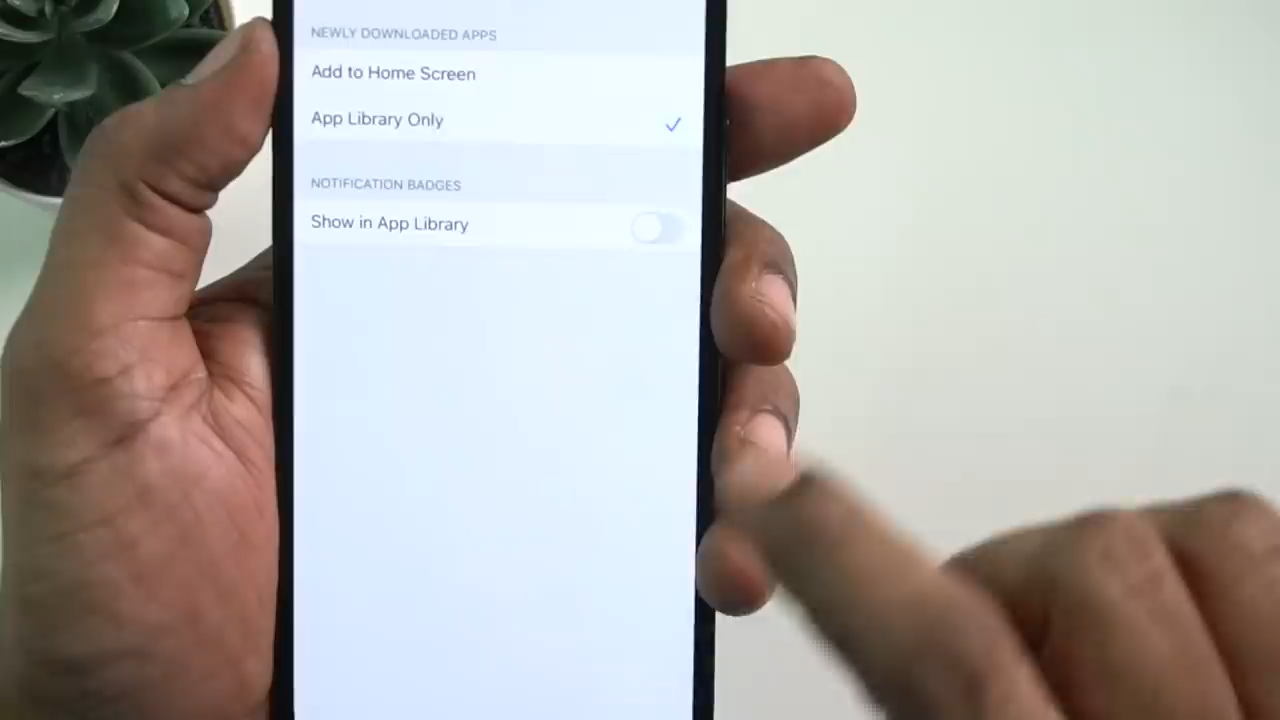 NEWLY DOWNLOADED APPS
Add to Home Screen
App Library Only
NOTIFICATION BADGES
Show in App Library